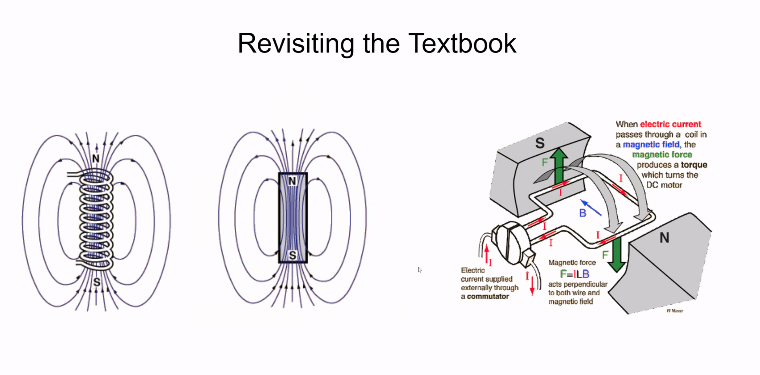 Revisiting the Textbook
N
S
N
S
S
F
I
I
B
I
I
I
F
N
I
I
When electric current
passes through a coil in
a magnetic field, the
magnetic force
produces a torque
which turns the
DC motor
Electric
current supplied
externally through
a commutator
Magnetic force
F=ILB
acts perpendicular
to both wire and
magnetic field